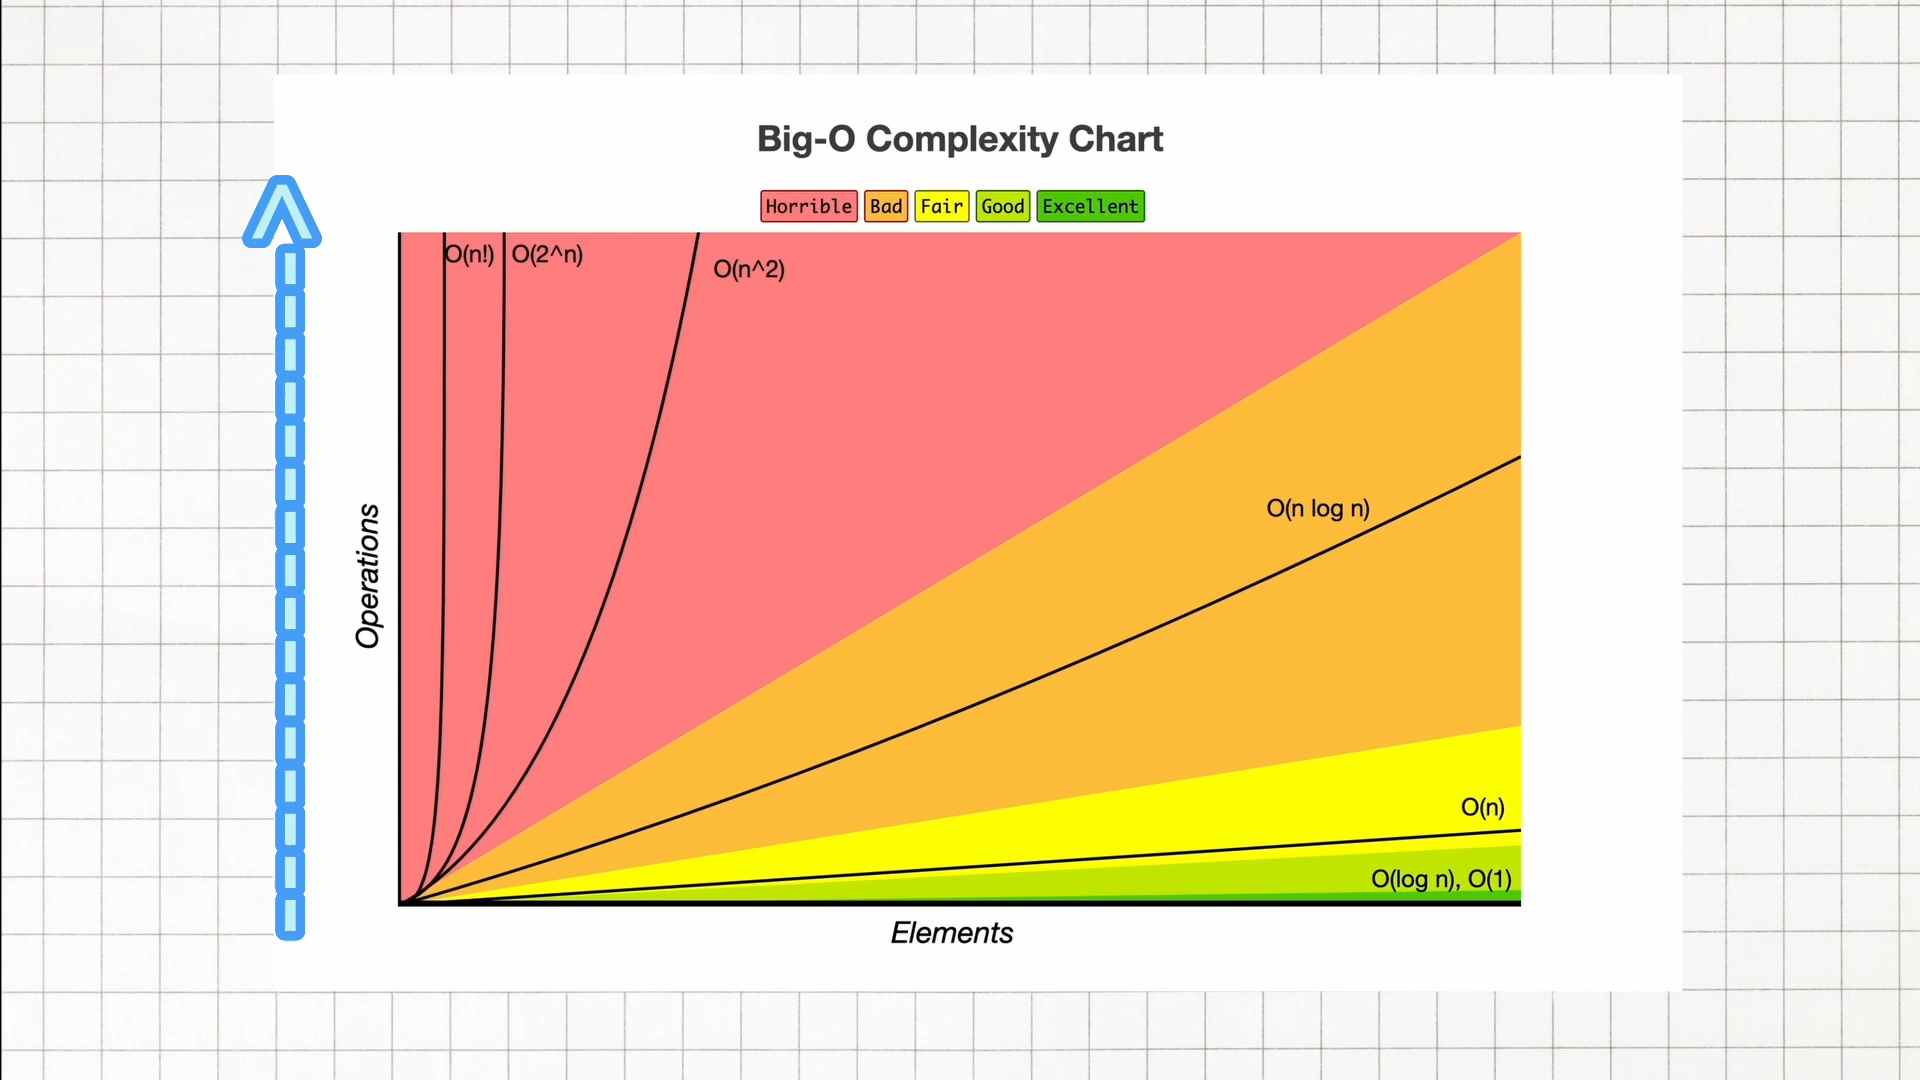 Big-O Complexity Chart
Horrible Bad Fair Good Excellent
O(n!) O(2^n) O(n^2)
O(n log n)
O(n)
O(log n), O(1)
Operations
Elements